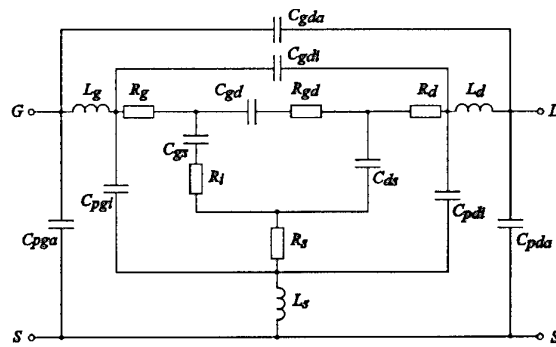 Cgda
Cgdi
Lg Rg Cgd Rgd Rd Ld
G
Cgs
Ri
Cds
Cpgi
Cpdi
Cpga
Rs
Cpda
Ls
S S